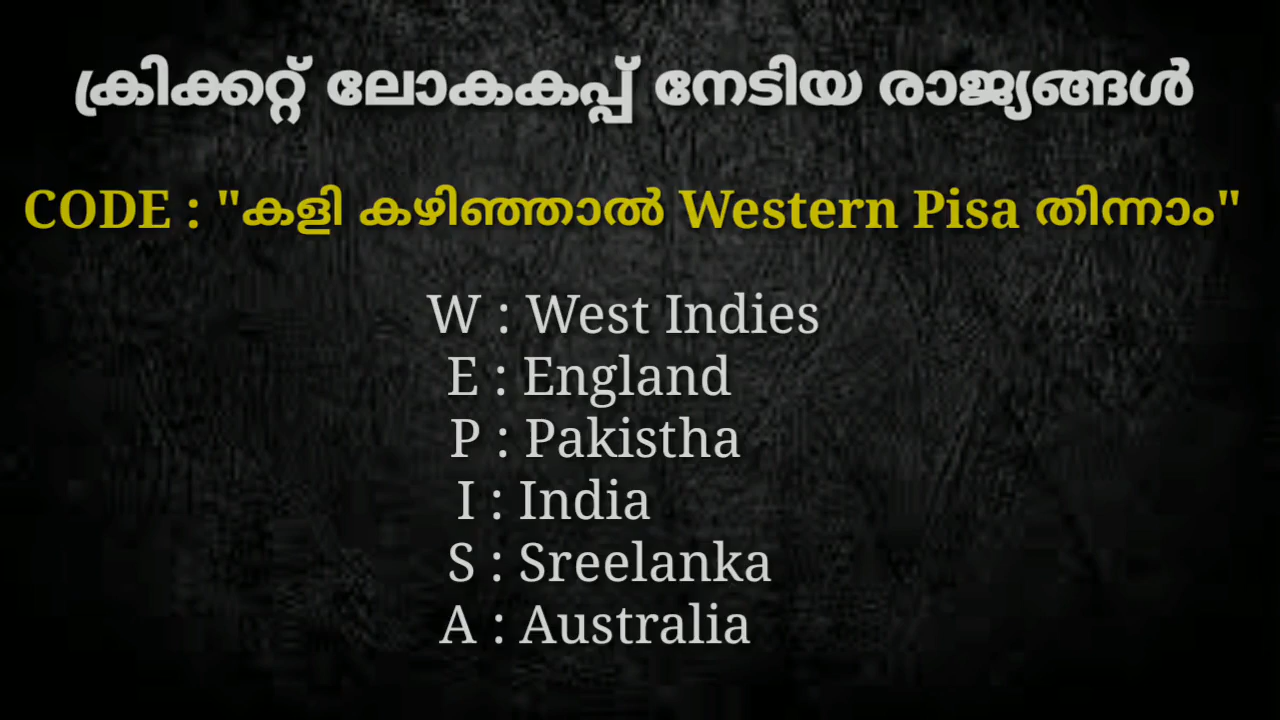 ക്രിക്കറ്റ് ലോകകപ്പ് നേടിയ രാജ്യങ്ങൾ
CODE : "കളി കഴിഞ്ഞാൽ Western Pisa തിന്നാം"
W : West Indies
E : England
P : Pakistha
I : India
S : Sreelanka
A : Australia